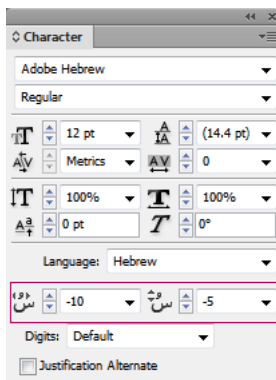 Character
Adobe Hebrew
Regular
12 pt (14.4 pt)
Metrics 0
100% 100%
0 pt 0°
Language: Hebrew
-10 -5
Digits: Default
Justification Alternate